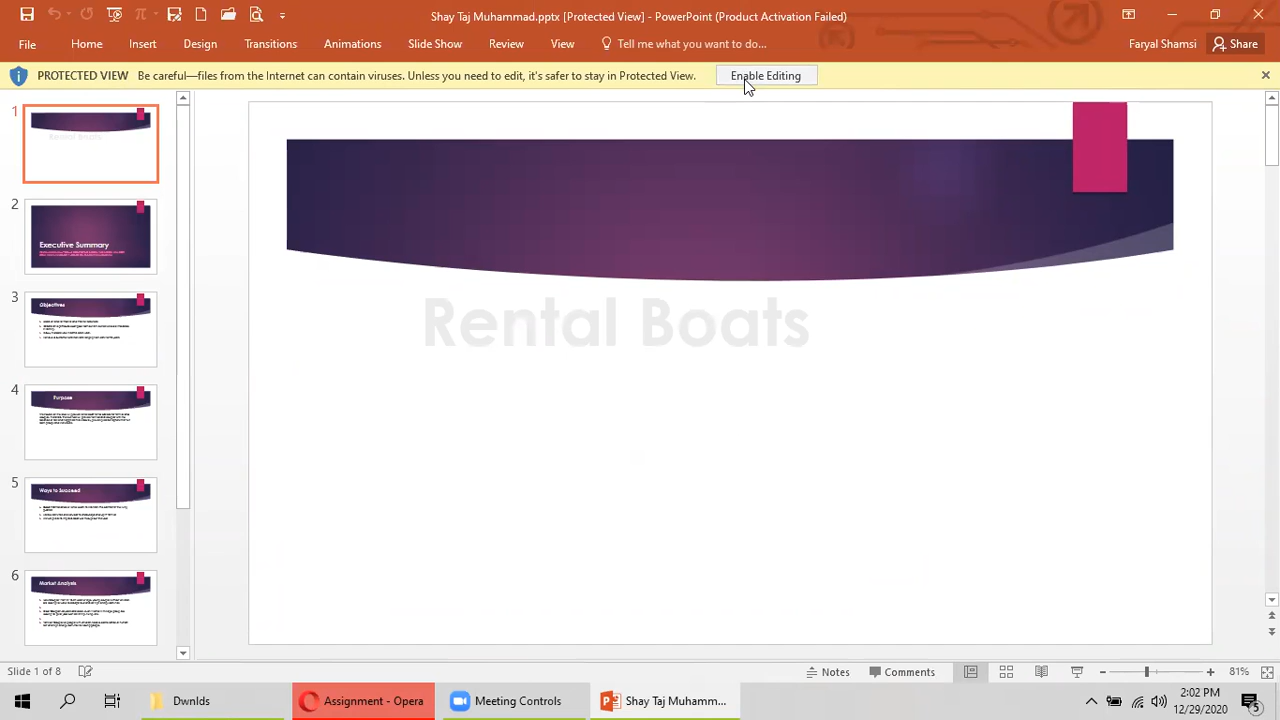 Shay Taj Muhammad.pptx [Protected View] - PowerPoint (Product Activation Failed)
File Home Insert Design Transitions Animations Slide Show Review View Tell me what you want to do... Faryal Shamsi Share
PROTECTED VIEW Be careful—files from the Internet can contain viruses. Unless you need to edit, it's safer to stay in Protected View. Enable Editing
1
Rental Boats
2
Executive Summary
3
Objectives
4
Purpose
5
Ways to Succeed
6
Market Analysis
Rental Boats
Slide 1 of 8 Notes Comments 81%
Dwnlds Assignment - Opera Meeting Controls Shay Taj Muhamm... 2:02 PM
12/29/2020 5